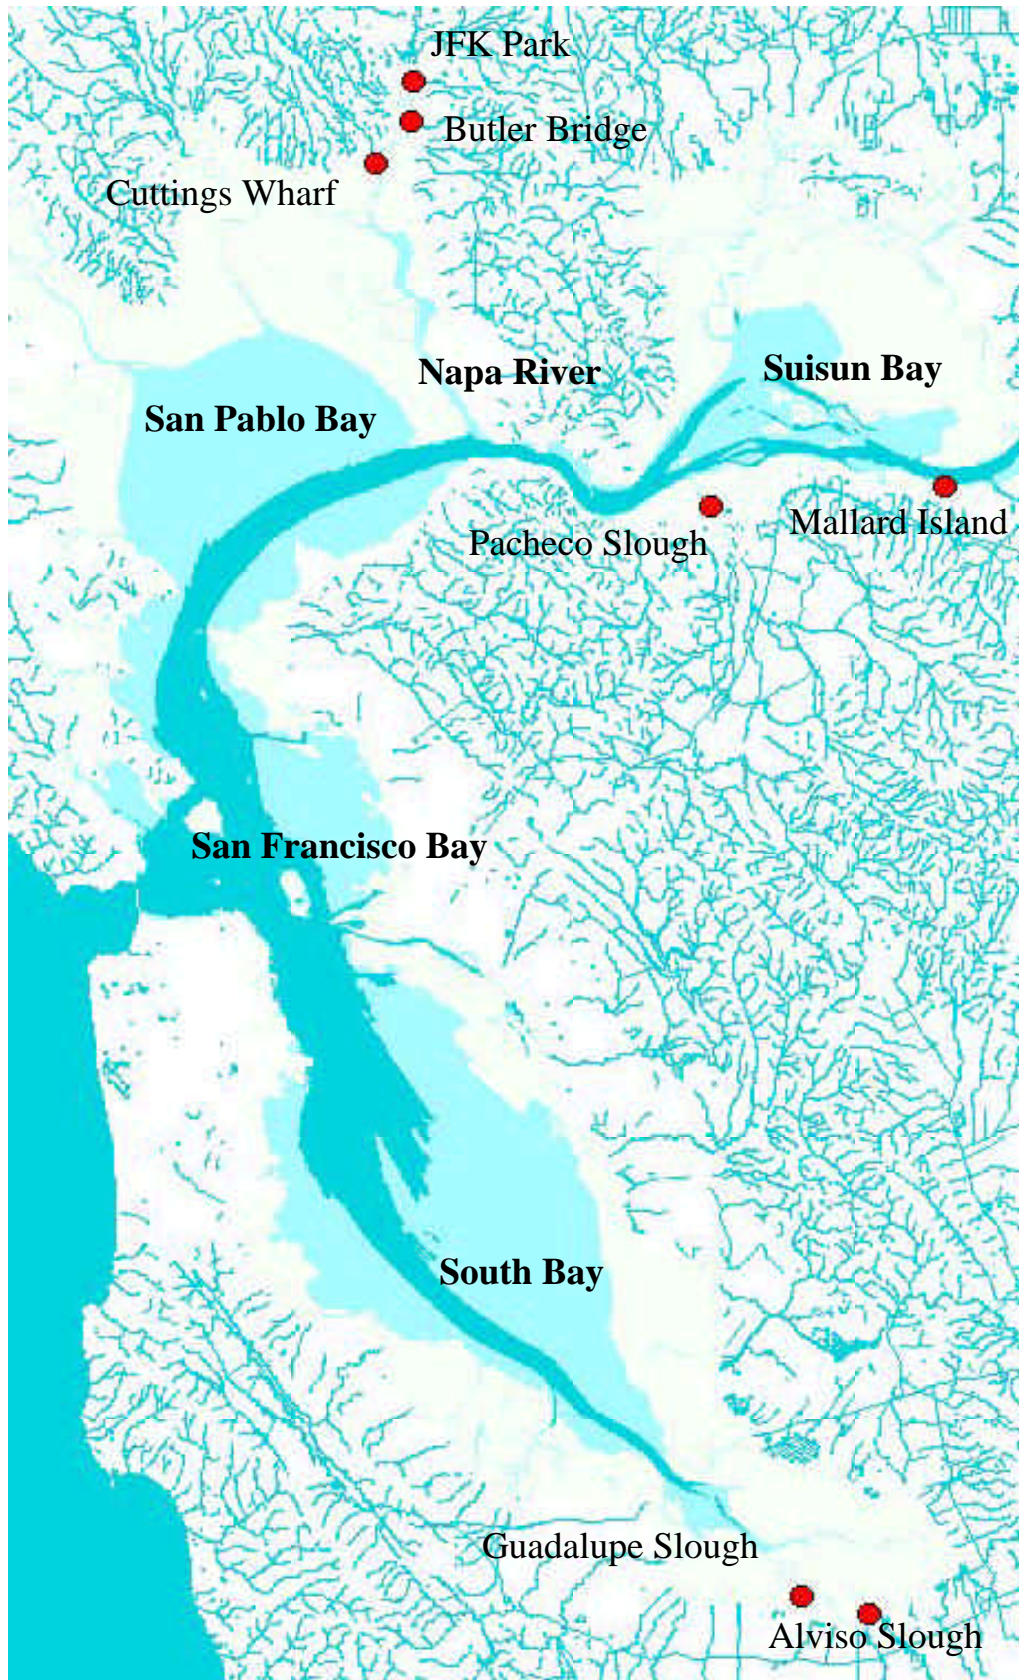 JFK Park
Butler Bridge
Cuttings Wharf
Napa River
Suisun Bay
San Pablo Bay
Mallard Island
Pacheco Slough
San Francisco Bay
South Bay
Guadalupe Slough
Alviso Slough